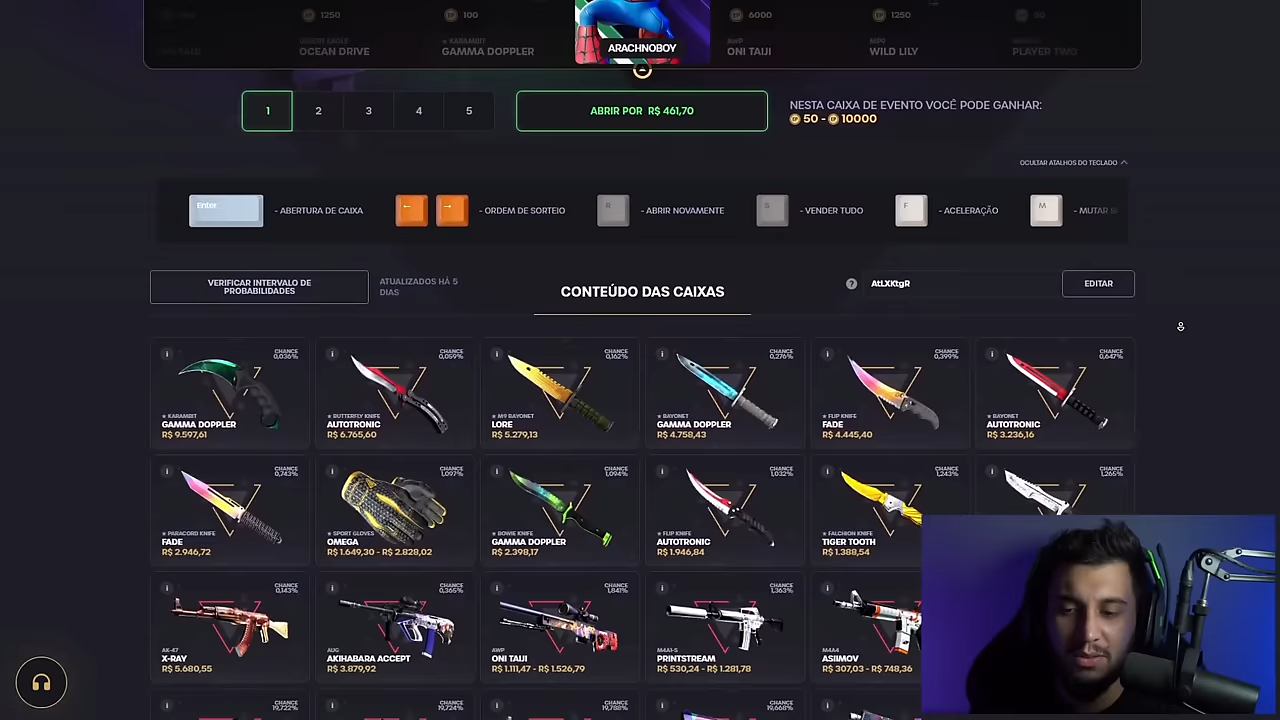 1250
100
6000
1250
50
OCEAN DRIVE
★ KARAMBIT
GAMMA DOPPLER
ARACHNOBOY
AWP
ONI TAIJI
MP9
WILD LILY
PLAYER TWO
1
2
3
4
5
ABRIR POR R$ 461,70
NESTA CAIXA DE EVENTO VOCÊ PODE GANHAR:
EP 50 - EP 10000
OCULTAR ATALHOS DO TECLADO
Enter
- ABERTURA DE CAIXA
← →
- ORDEM DE SORTEIO
R
- ABRIR NOVAMENTE
S
- VENDER TUDO
F
- ACELERAÇÃO
M
- MUTAR
VERIFICAR INTERVALO DE
PROBABILIDADES
ATUALIZADOS HÁ 5
DIAS
CONTEÚDO DAS CAIXAS
?
AtLXKtgR
EDITAR
CHANCE
0,036%
★ KARAMBIT
GAMMA DOPPLER
R$ 9.597,61
CHANCE
0,059%
★ BUTTERFLY KNIFE
AUTOTRONIC
R$ 6.765,60
CHANCE
0,162%
★ M9 BAYONET
LORE
R$ 5.279,13
CHANCE
0,276%
★ BAYONET
GAMMA DOPPLER
R$ 4.758,43
CHANCE
0,399%
★ FLIP KNIFE
FADE
R$ 4.445,40
CHANCE
0,647%
★ BAYONET
AUTOTRONIC
R$ 3.236,16
CHANCE
0,743%
★ PARACORD KNIFE
FADE
R$ 2.946,72
CHANCE
1,097%
★ SPORT GLOVES
OMEGA
R$ 1.649,30 - R$ 2.828,02
CHANCE
1,094%
★ BOWIE KNIFE
GAMMA DOPPLER
R$ 2.398,17
CHANCE
1,032%
★ FLIP KNIFE
AUTOTRONIC
R$ 1.946,84
CHANCE
1,243%
★ FALCHION KNIFE
TIGER TOOTH
R$ 1.388,54
CHANCE
1,265%
CHANCE
0,143%
AK-47
X-RAY
R$ 5.680,55
CHANCE
0,365%
AUG
AKIHABARA ACCEPT
R$ 3.879,92
CHANCE
1,841%
AWP
ONI TAIJI
R$ 1.111,47 - R$ 1.526,79
CHANCE
1,363%
M4A1-S
PRINTSTREAM
R$ 530,24 - R$ 1.281,78
M4A4
ASIIMOV
R$ 307,03 - R$ 748,36
CHANCE
19,722%
CHANCE
19,724%
CHANCE
19,788%
CHANCE
19,668%